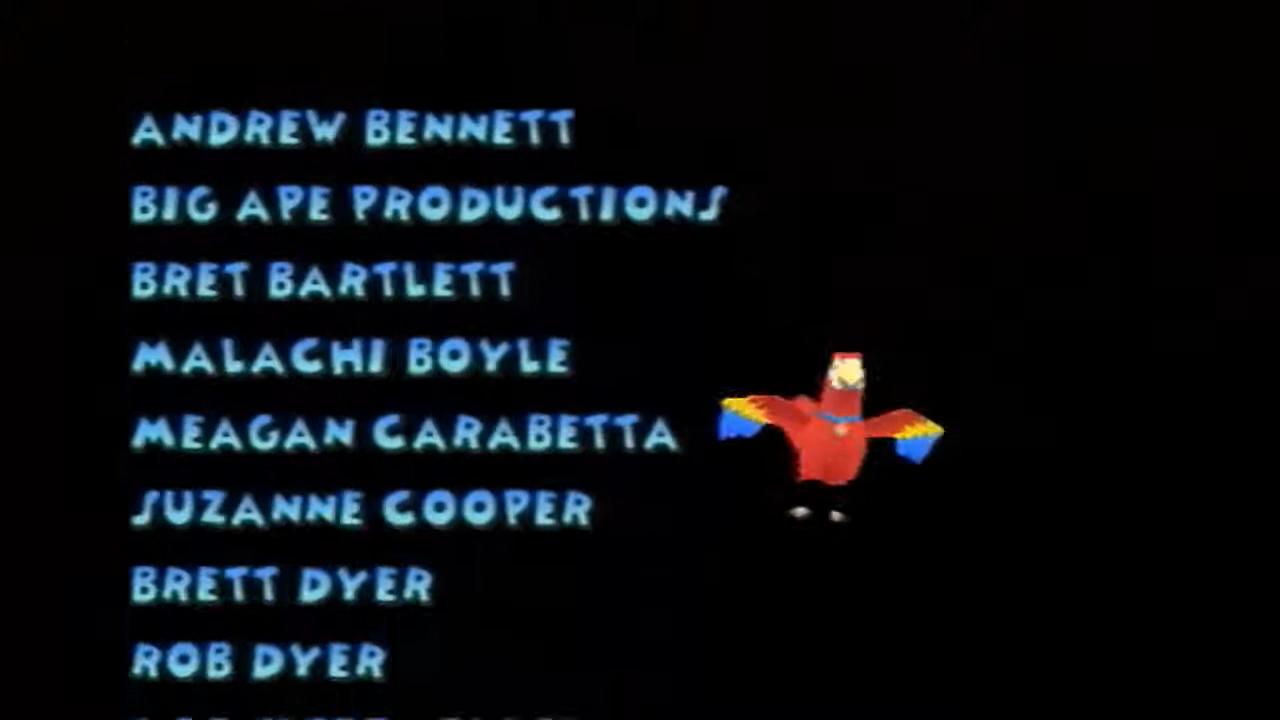 ANDREW BENNETT
BIG APE PRODUCTIONS
BRET BARTLETT
MALACHI BOYLE
MEAGAN CARABETTA
SUZANNE COOPER
BRETT DYER
ROB DYER